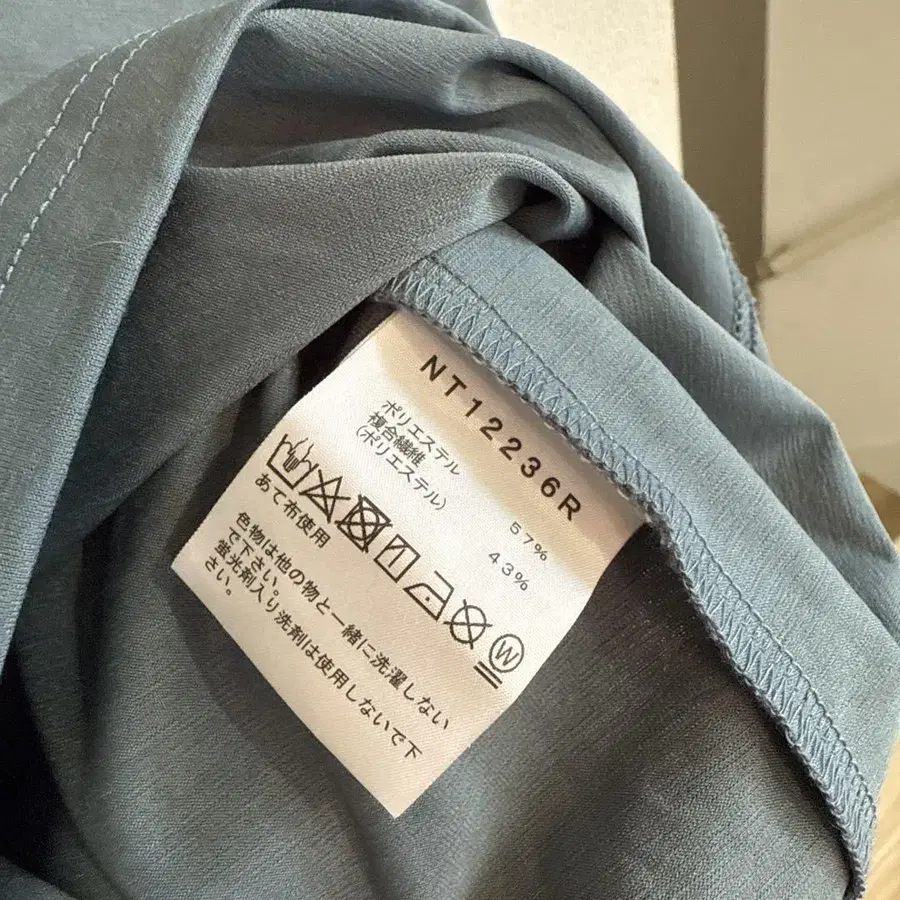 NT12236R
ポリエステル 57%
複合繊維
(ポリエステル) 43%
あて布使用
色物は他の物と一緒に洗濯しない
で下さい。
蛍光剤入り洗剤は使用しないで下
さい。
W